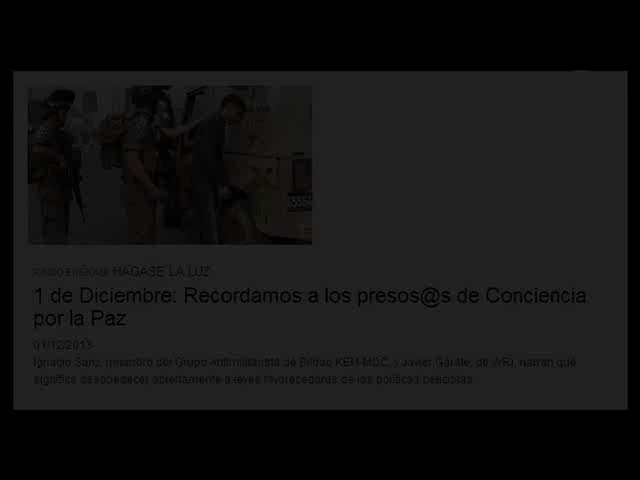 RADIO EUSKADI HAGASE LA LUZ
1 de Diciembre: Recordamos a los presos@s de Conciencia
por la Paz
01/12/2013
Ignacio Sanz, miembro del Grupo Antimilitarista de Bilbao KEM-MOC, y Javier Gárate, de WRI, narran qué
significa desobedecer abiertamente a leyes favorecedoras de las políticas belicistas.